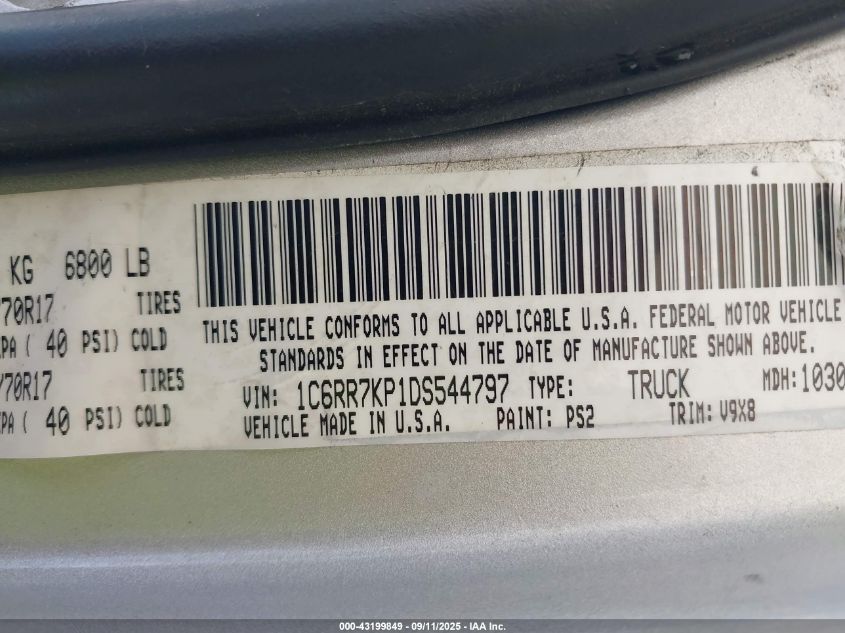 KG 6800 LB
/70R17 TIRES
PA ( 40 PSI) COLD
/70R17 TIRES
PA ( 40 PSI) COLD
THIS VEHICLE CONFORMS TO ALL APPLICABLE U.S.A. FEDERAL MOTOR VEHICLE
STANDARDS IN EFFECT ON THE DATE OF MANUFACTURE SHOWN ABOVE.
VIN: 1C6RR7KP1DS544797 TYPE: TRUCK MDH: 1030
VEHICLE MADE IN U.S.A. PAINT: PS2 TRIM: V9X8
000-43199849 - 09/11/2025 - IAA Inc.